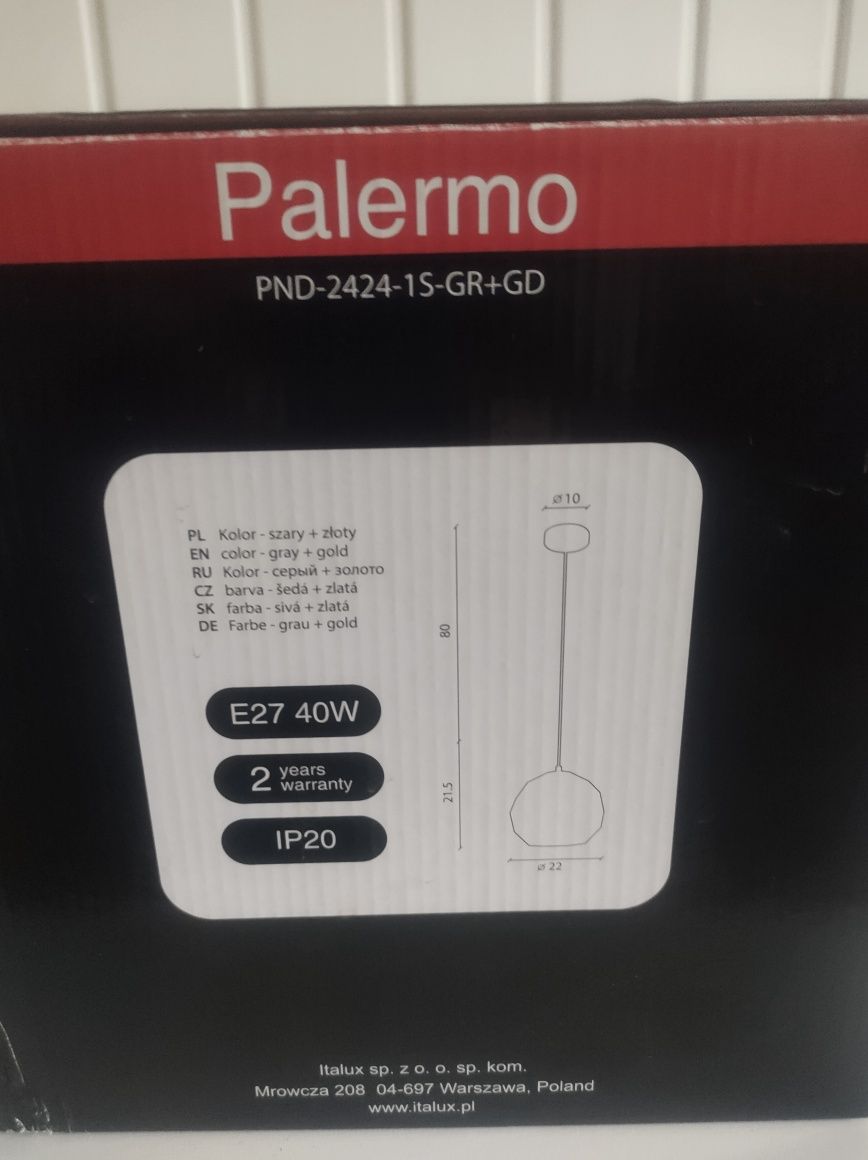 Palermo
PND-2424-1S-GR+GD
PL Kolor - szary + złoty
EN color - gray + gold
RU Kolor - серый + золото
CZ barva - šedá + zlatá
SK farba - sivá + zlatá
DE Farbe - grau + gold
E27 40W
2 years warranty
IP20
⌀10
80
21.5
⌀ 22
Italux sp. z o. o. sp. kom.
Mrowcza 208 04-697 Warszawa, Poland
www.italux.pl